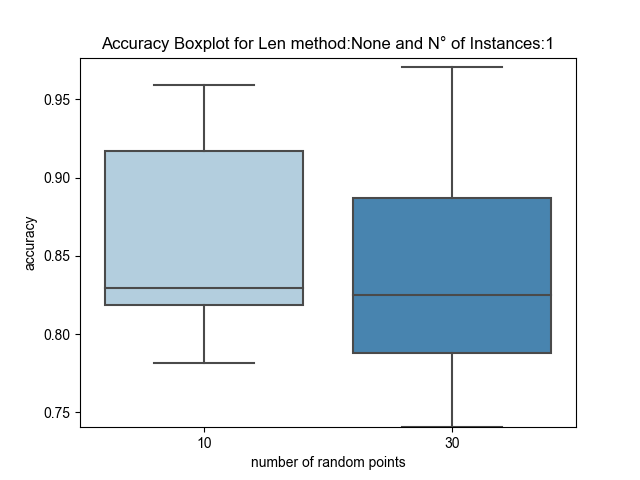 Accuracy Boxplot for Len method:None and N° of Instances:1
0.95
0.90
0.85
0.80
0.75
accuracy
10 30
number of random points